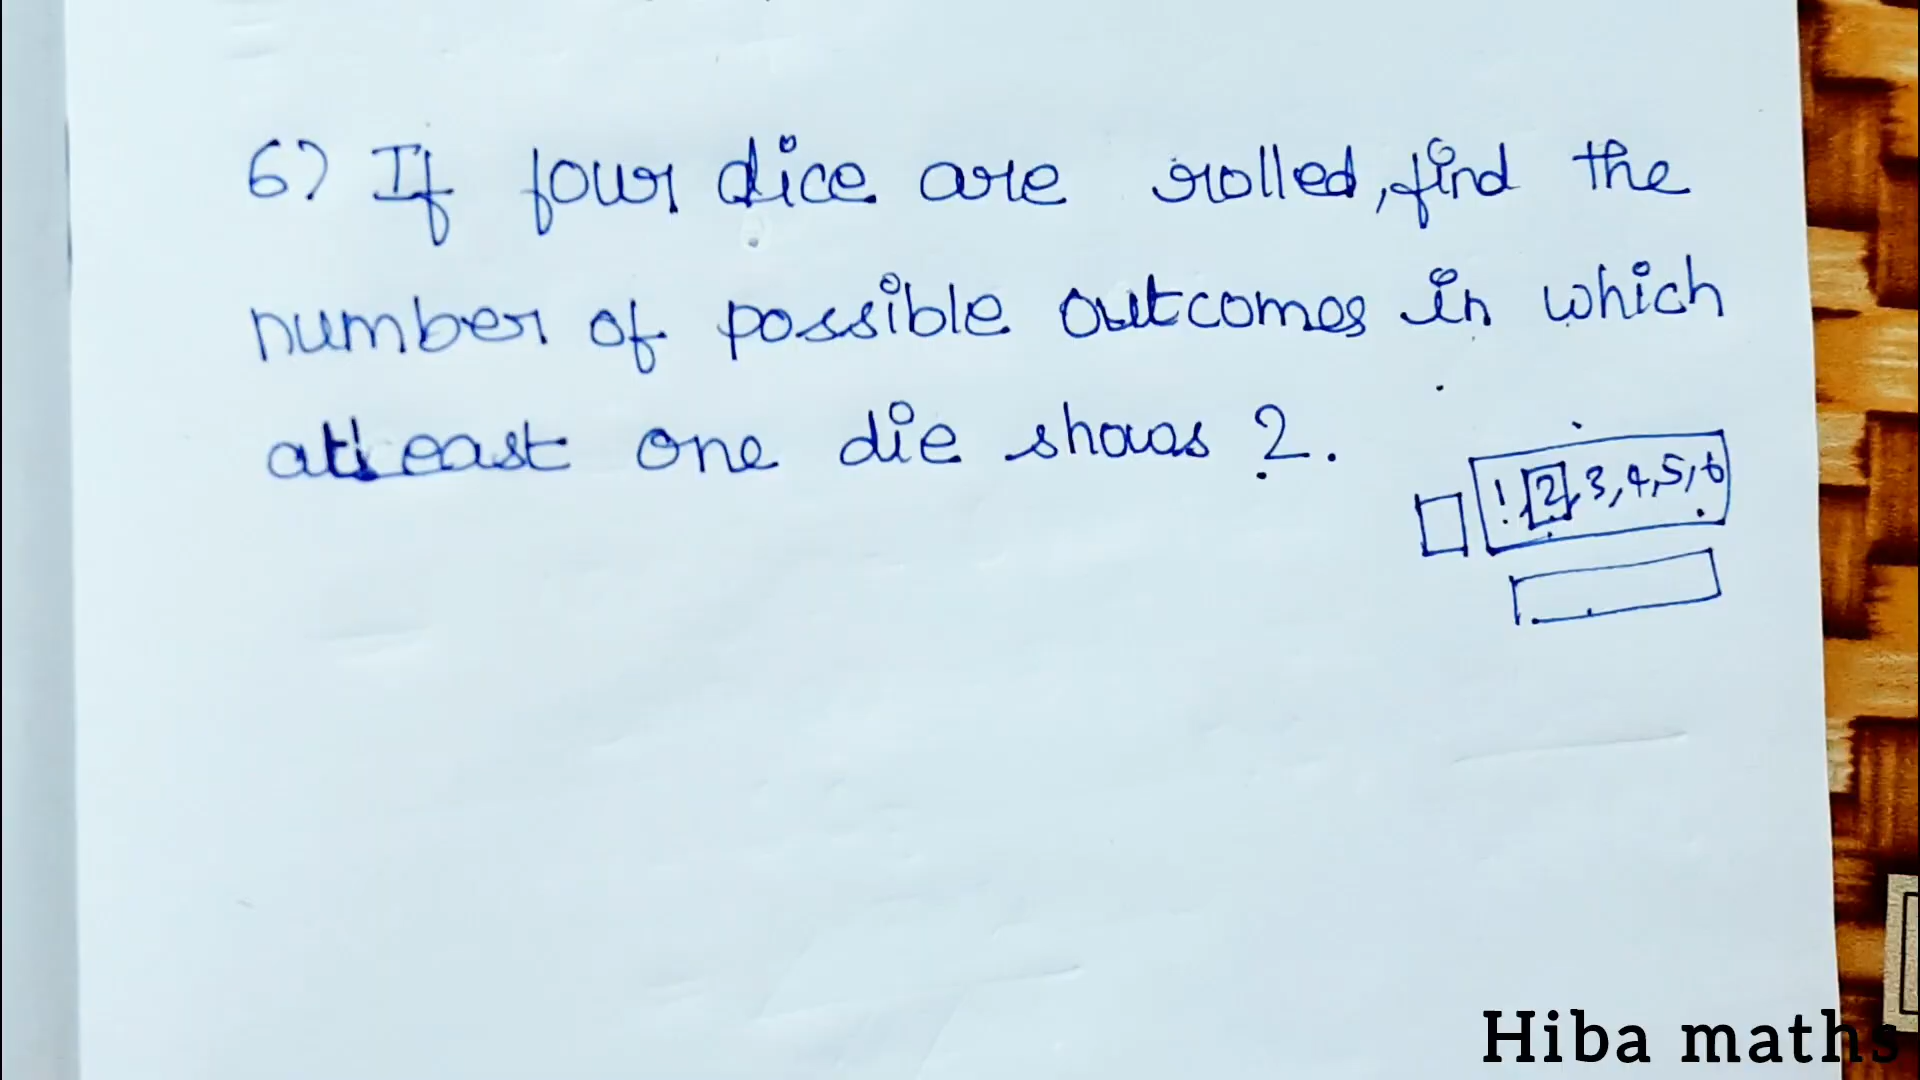 6) If four dice are rolled, find the
number of possible outcomes in which
atleast one die shows 2.
1, 2, 3, 4, 5, 6
Hiba maths